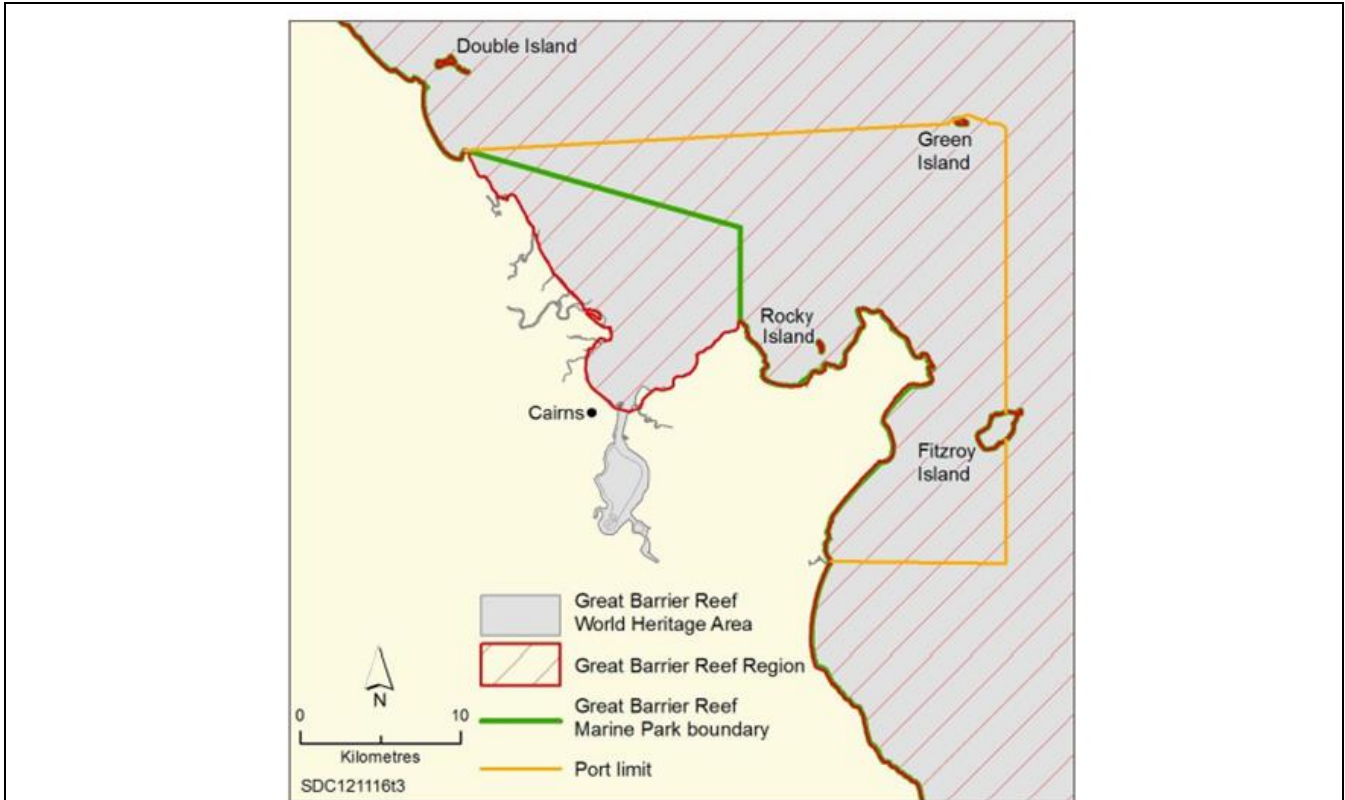 Double Island
Green
Island
Rocky
Island
Cairns
Fitzroy
Island
Great Barrier Reef
World Heritage Area
Great Barrier Reef Region
Great Barrier Reef
Marine Park boundary
Port limit
N
0 10
Kilometres
SDC121116t3